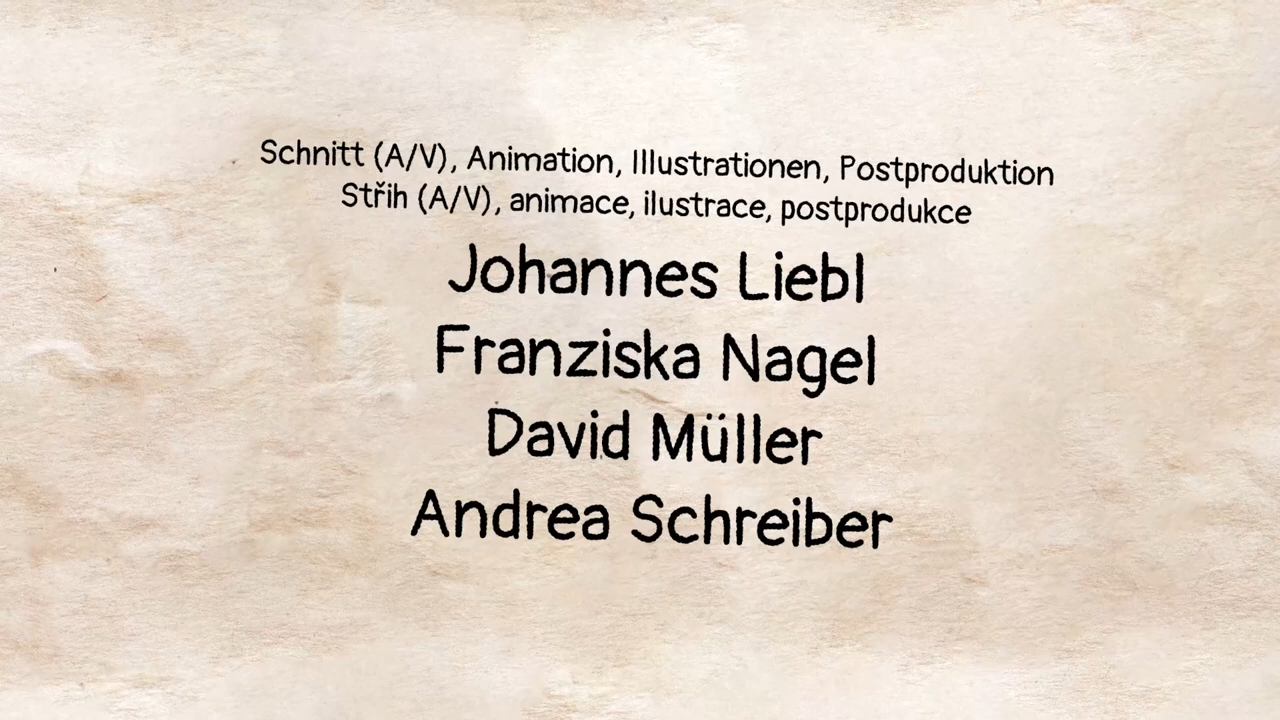 Schnitt (A/V), Animation, Illustrationen, Postproduktion
Střih (A/V), animace, ilustrace, postprodukce
Johannes Liebl
Franziska Nagel
David Müller
Andrea Schreiber